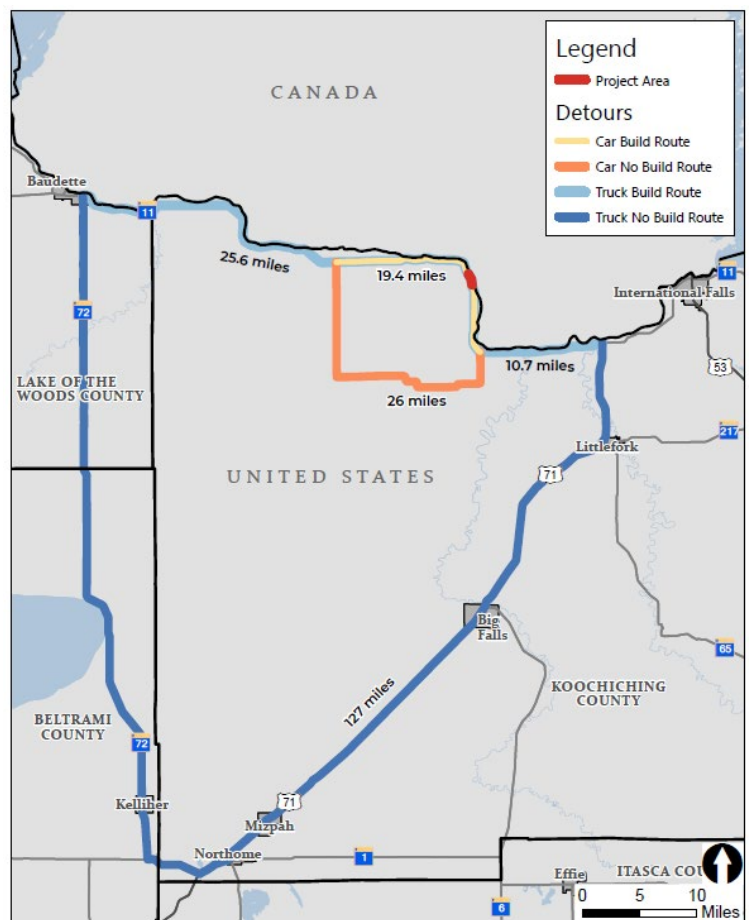 Legend
Project Area
Detours
Car Build Route
Car No Build Route
Truck Build Route
Truck No Build Route
CANADA
Baudette
11
25.6 miles
19.4 miles
11
International Falls
72
10.7 miles
53
LAKE OF THE
WOODS COUNTY
26 miles
217
Littlefork
UNITED STATES
71
Big
Falls
65
127 miles
KOOCHICHING
COUNTY
BELTRAMI
COUNTY
72
Kelliher
71
Mizpah
Northome
1
Effie
ITASCA COU
6
0 5 10
Miles